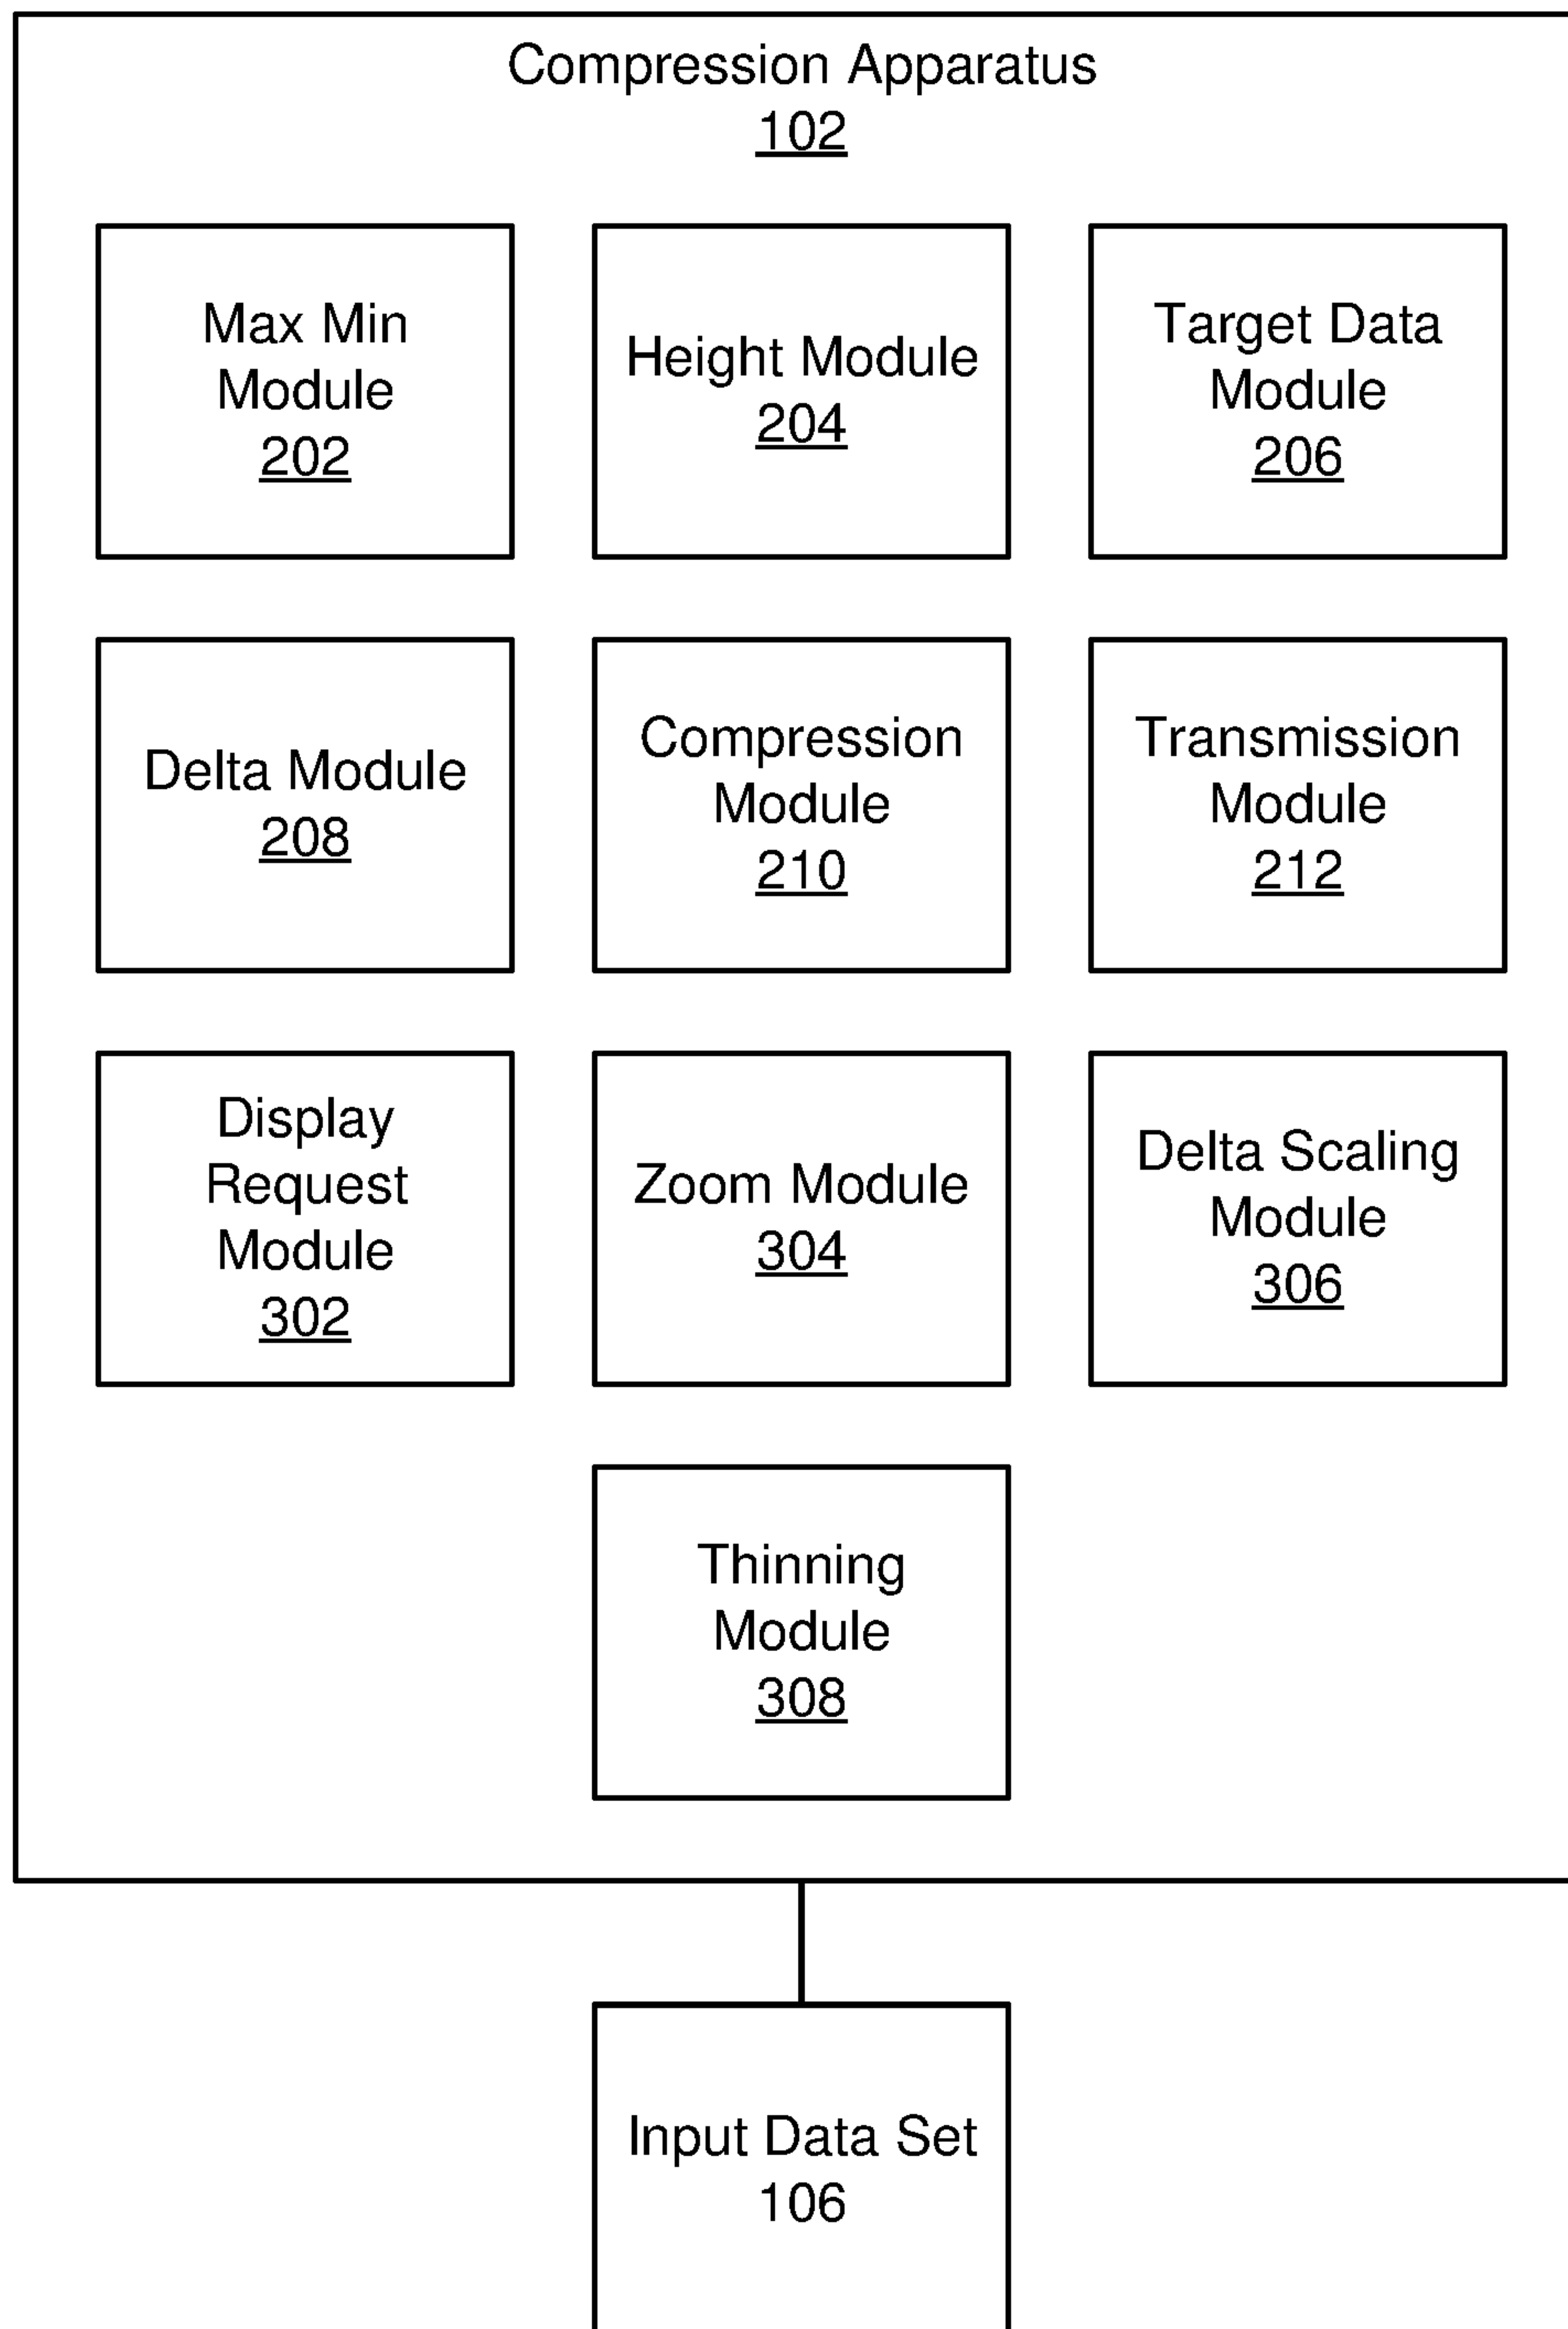 Compression Apparatus
102
Max Min
Module
202
Height Module
204
Target Data
Module
206
Delta Module
208
Compression
Module
210
Transmission
Module
212
Display
Request
Module
302
Zoom Module
304
Delta Scaling
Module
306
Thinning
Module
308
Input Data Set
106